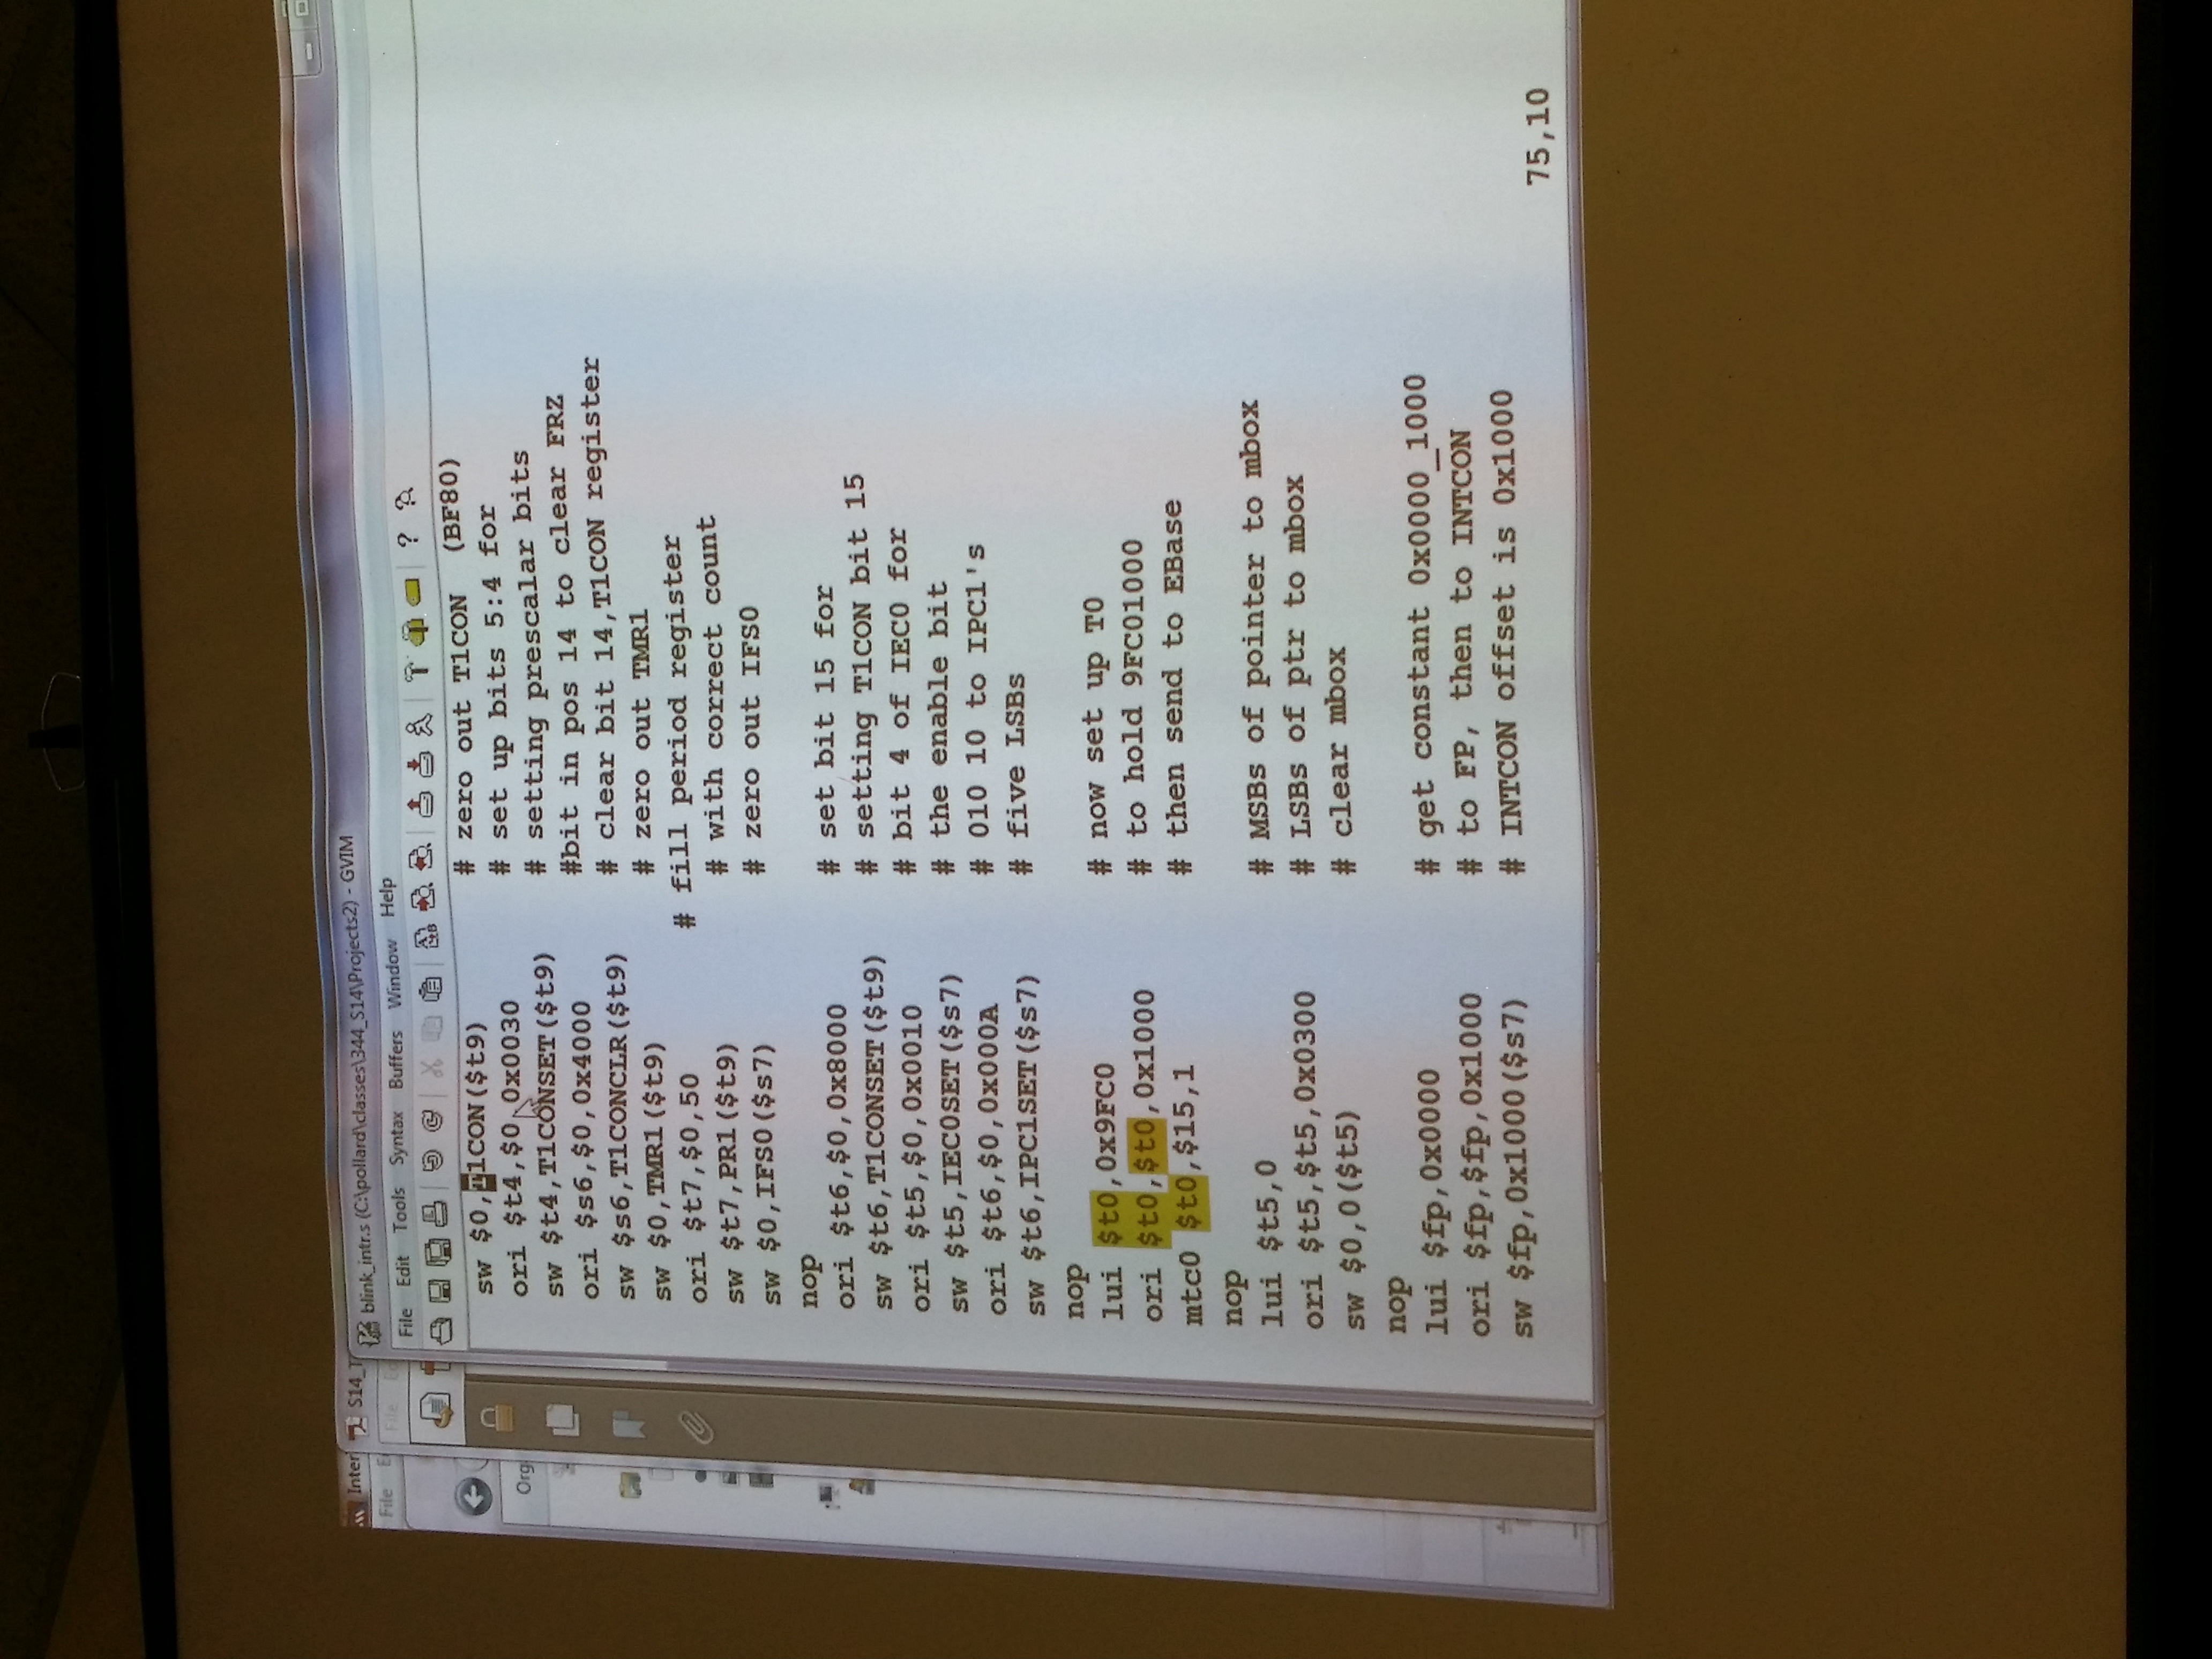 Inter
S14_T
blink_intr.s (C:\pollard\classes\344_S14\Projects2) - GVIM
File
File
File Edit Tools Syntax Buffers Window Help
Org
sw $0,T1CON($t9) # zero out T1CON (BF80)
ori $t4,$0,0x0030 # set up bits 5:4 for
sw $t4,T1CONSET($t9) # setting prescalar bits
ori $s6,$0,0x4000 #bit in pos 14 to clear FRZ
sw $s6,T1CONCLR($t9) # clear bit 14,T1CON register
sw $0,TMR1($t9) # zero out TMR1
ori $t7,$0,50 # fill period register
sw $t7,PR1($t9) # with correct count
sw $0,IFS0($s7) # zero out IFS0
nop
ori $t6,$0,0x8000 # set bit 15 for
sw $t6,T1CONSET($t9) # setting T1CON bit 15
ori $t5,$0,0x0010 # bit 4 of IEC0 for
sw $t5,IEC0SET($s7) # the enable bit
ori $t6,$0,0x000A # 010 10 to IPC1's
sw $t6,IPC1SET($s7) # five LSBs
nop
lui $t0,0x9FC0 # now set up T0
ori $t0,$t0,0x1000 # to hold 9FC01000
mtc0 $t0,$15,1 # then send to EBase
nop
lui $t5,0 # MSBs of pointer to mbox
ori $t5,$t5,0x0300 # LSBs of ptr to mbox
sw $0,0($t5) # clear mbox
nop
lui $fp,0x0000 # get constant 0x0000_1000
ori $fp,$fp,0x1000 # to FP, then to INTCON
sw $fp,0x1000($s7) # INTCON offset is 0x1000
75,10